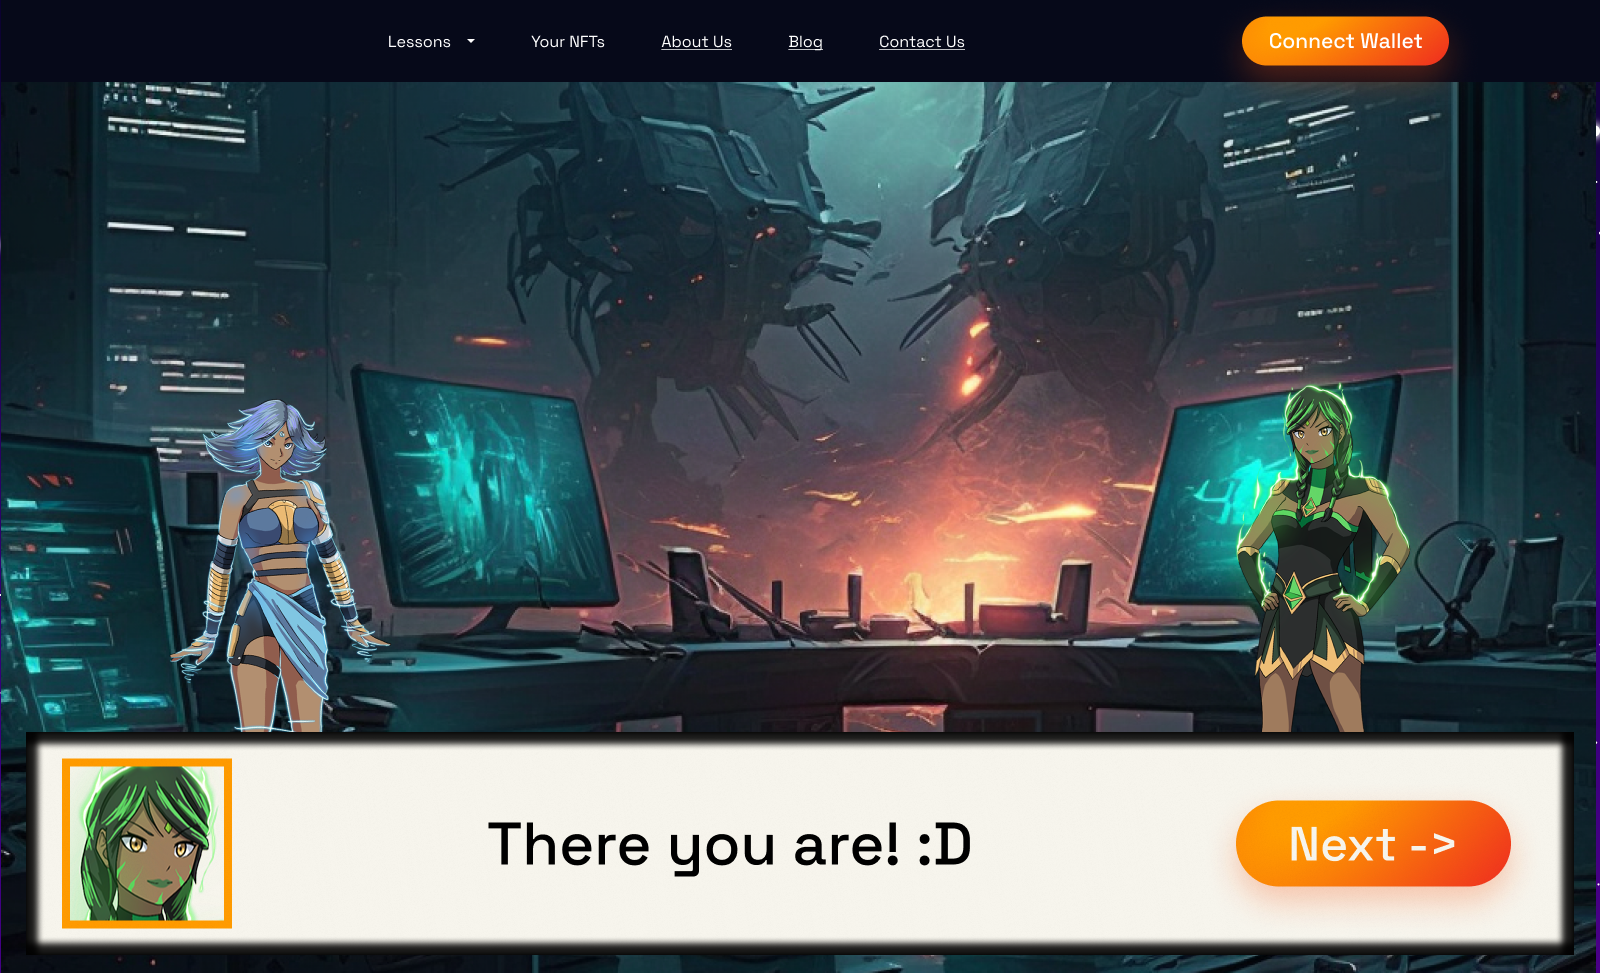 Lessons
Your NFTs
About Us
Blog
Contact Us
Connect Wallet
There you are! :D
Next ->